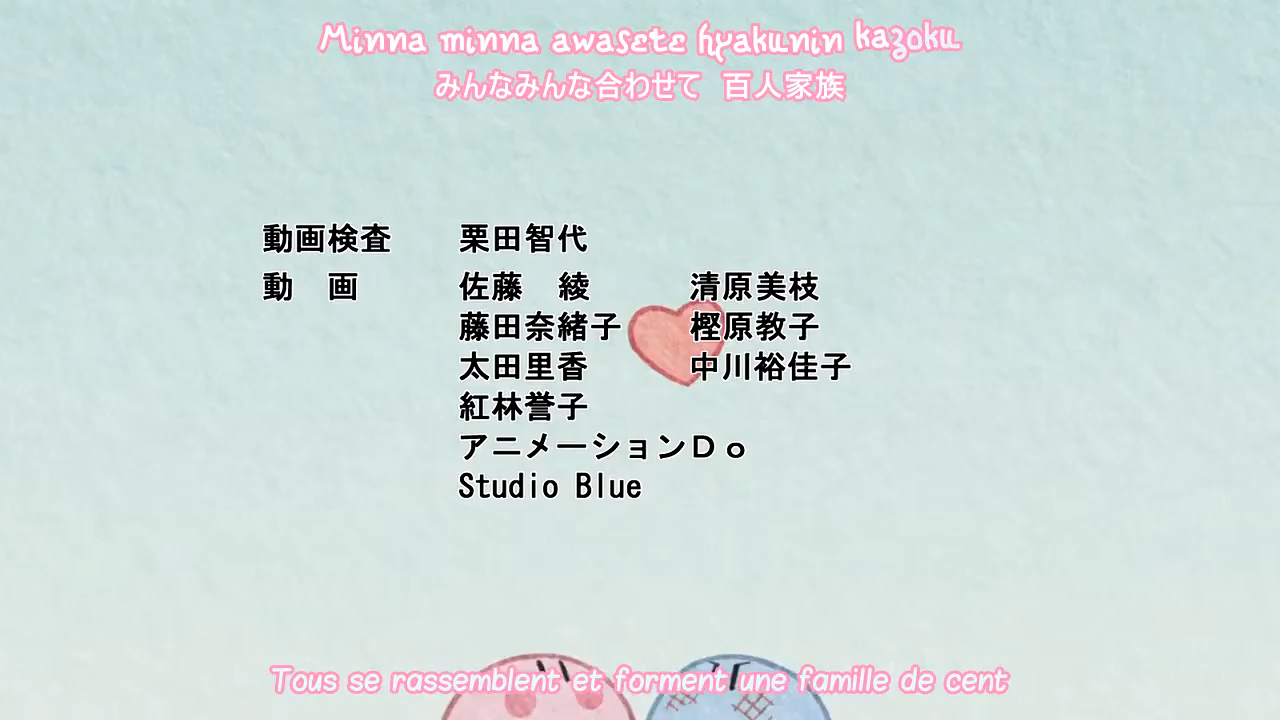 Minna minna awasete hyakunin kazoku
みんなみんな合わせて　百人家族
動画検査　栗田智代
動　画　佐藤　綾　清原美枝
藤田奈緒子　樫原教子
太田里香　中川裕佳子
紅林誉子
アニメーションＤｏ
Studio Blue
Tous se rassemblent et forment une famille de cent